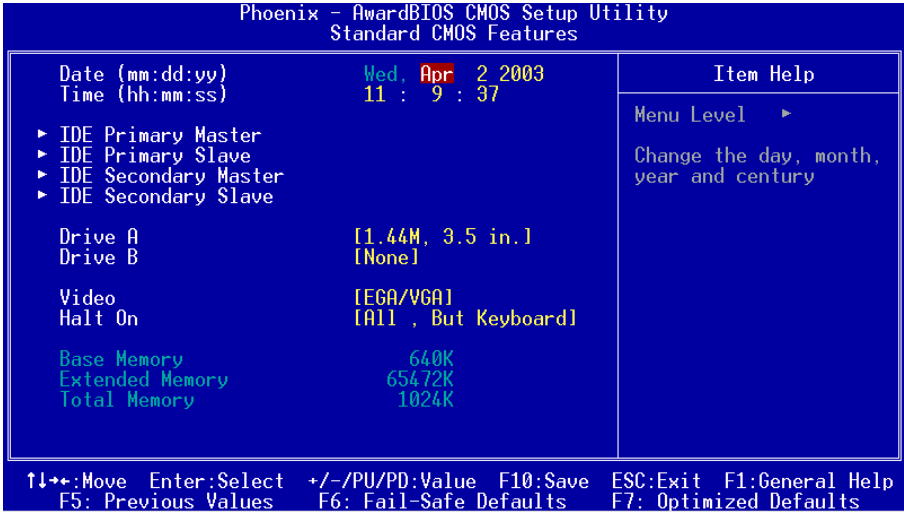 Phoenix - AwardBIOS CMOS Setup Utility
Standard CMOS Features
Date (mm:dd:yy) Wed, Apr 2 2003
Time (hh:mm:ss) 11 : 9 : 37
► IDE Primary Master
► IDE Primary Slave
► IDE Secondary Master
► IDE Secondary Slave
Drive A [1.44M, 3.5 in.]
Drive B [None]
Video [EGA/VGA]
Halt On [All , But Keyboard]
Base Memory 640K
Extended Memory 65472K
Total Memory 1024K
Item Help
Menu Level ►
Change the day, month,
year and century
↑↓→←:Move Enter:Select +/-/PU/PD:Value F10:Save ESC:Exit F1:General Help
F5: Previous Values F6: Fail-Safe Defaults F7: Optimized Defaults